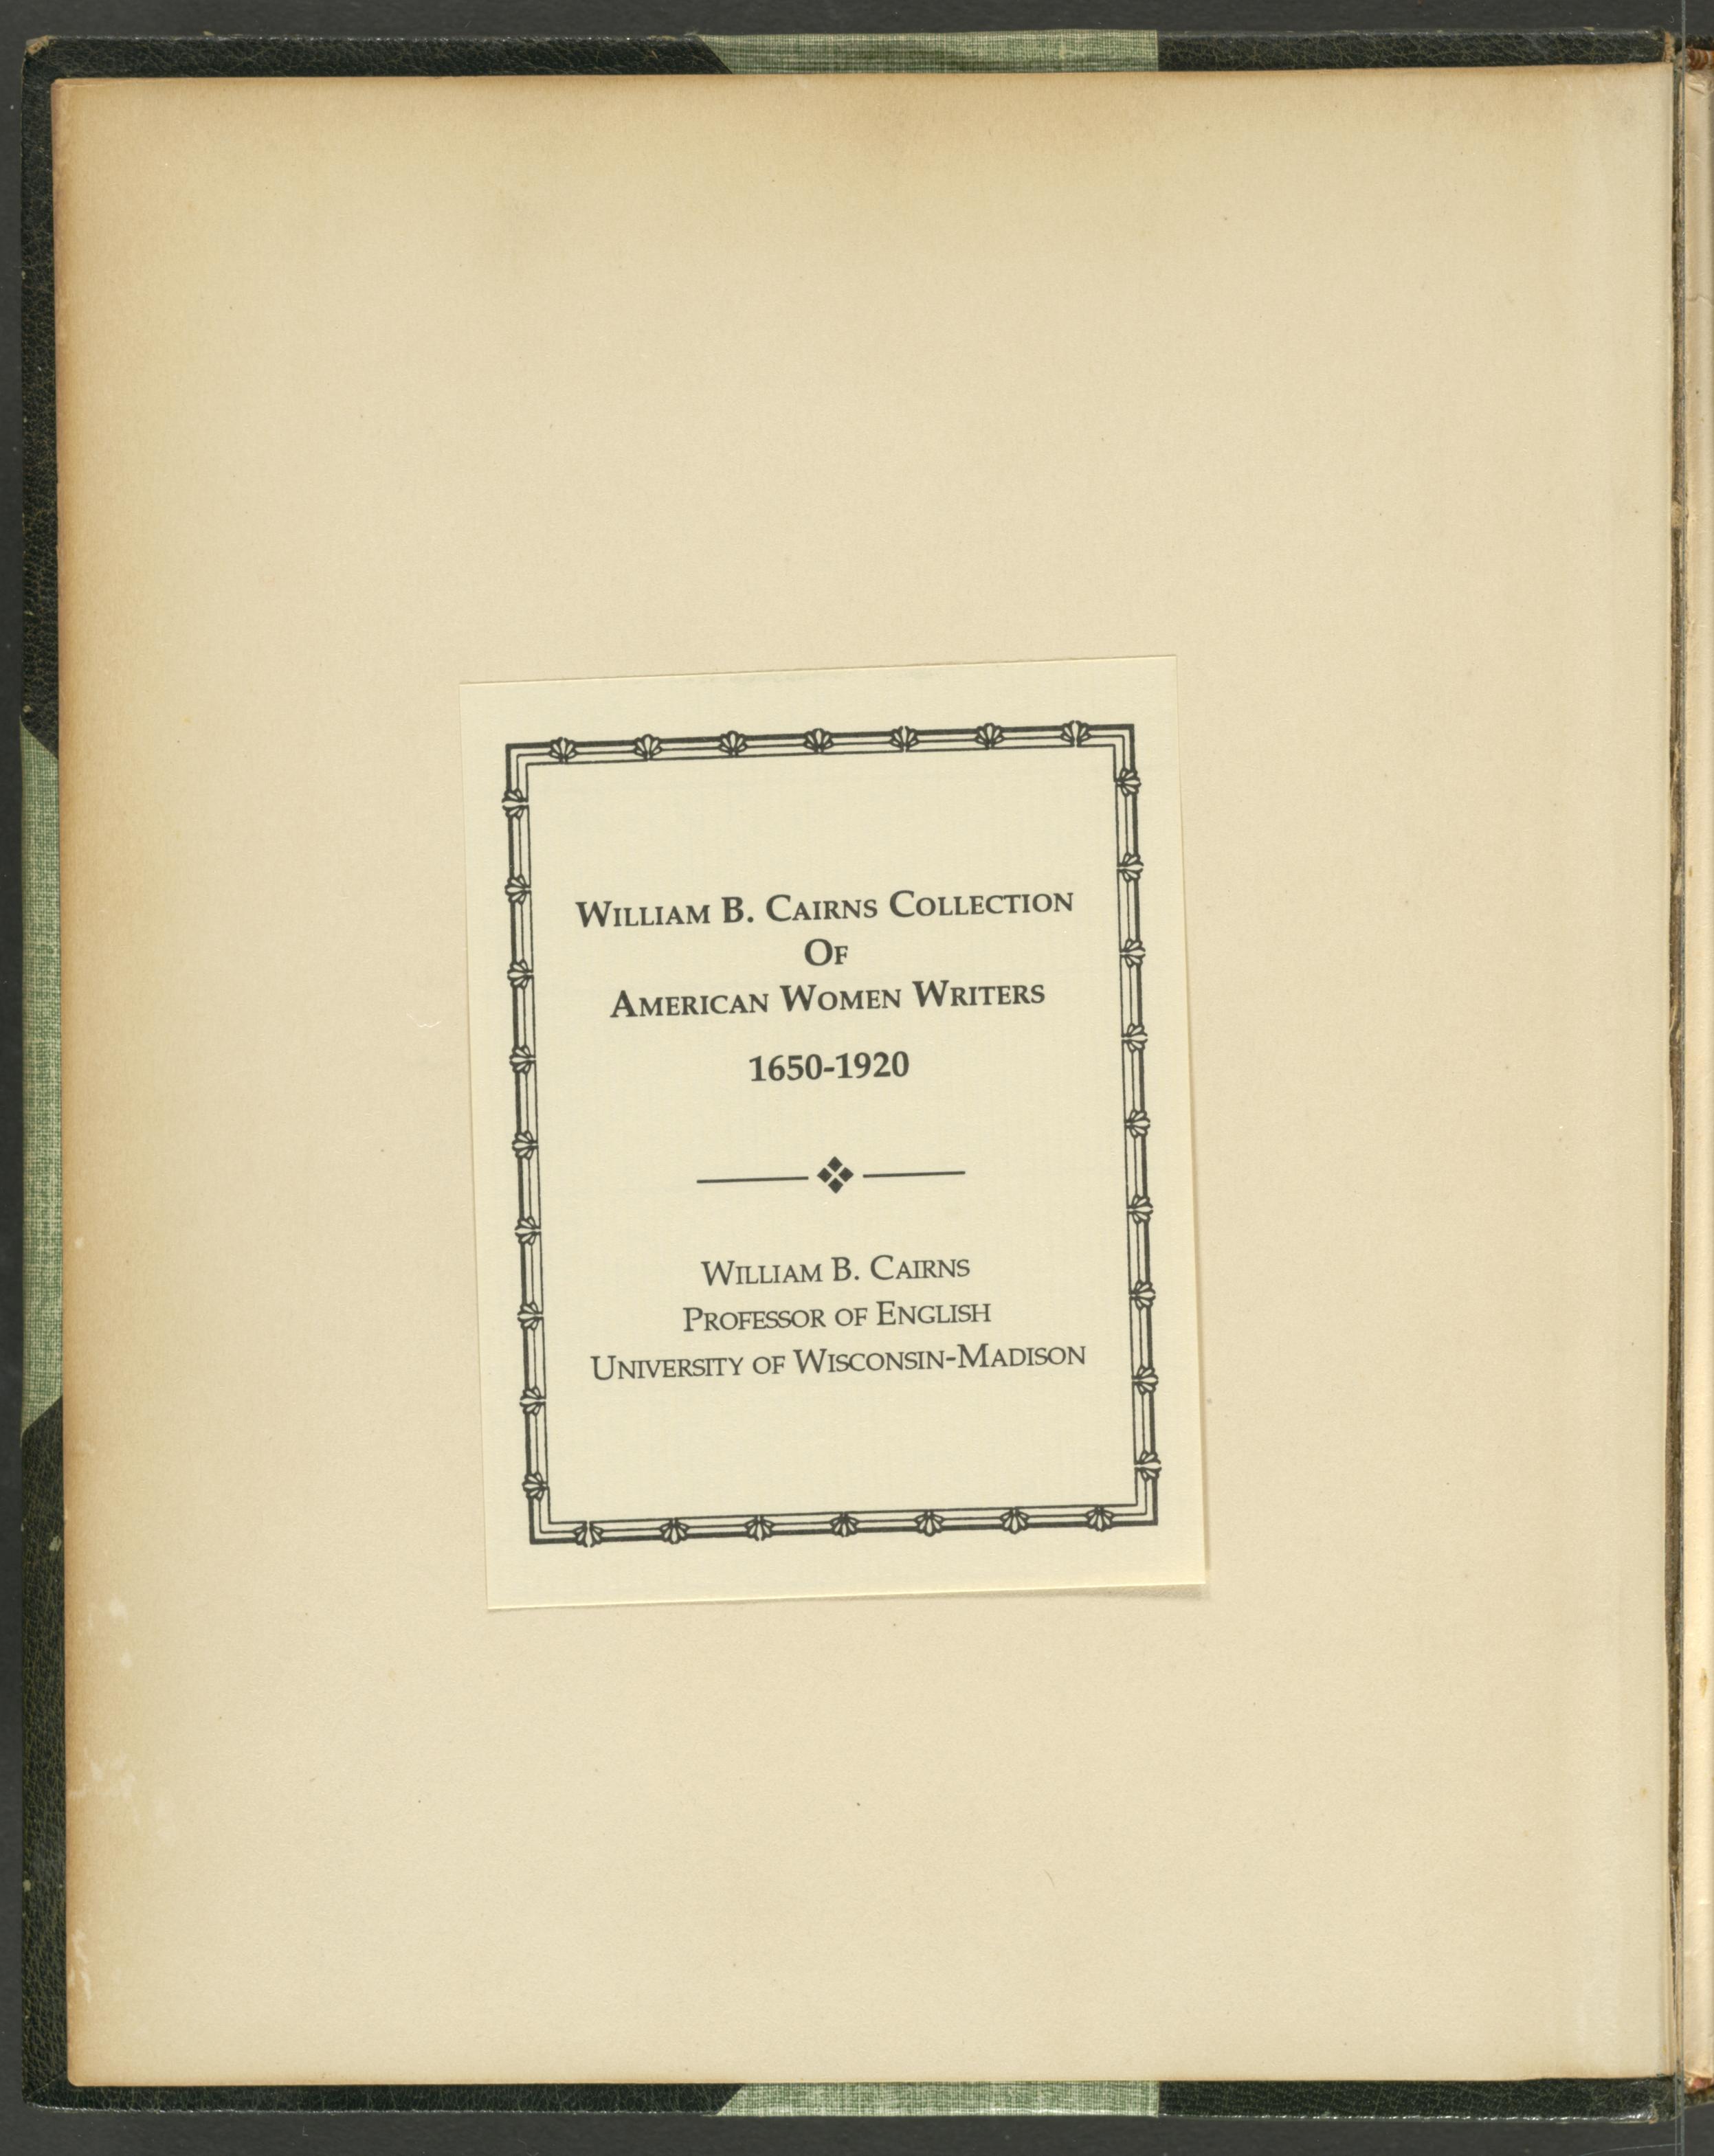 William B. Cairns Collection
Of
American Women Writers
1650-1920
William B. Cairns
Professor of English
University of Wisconsin-Madison